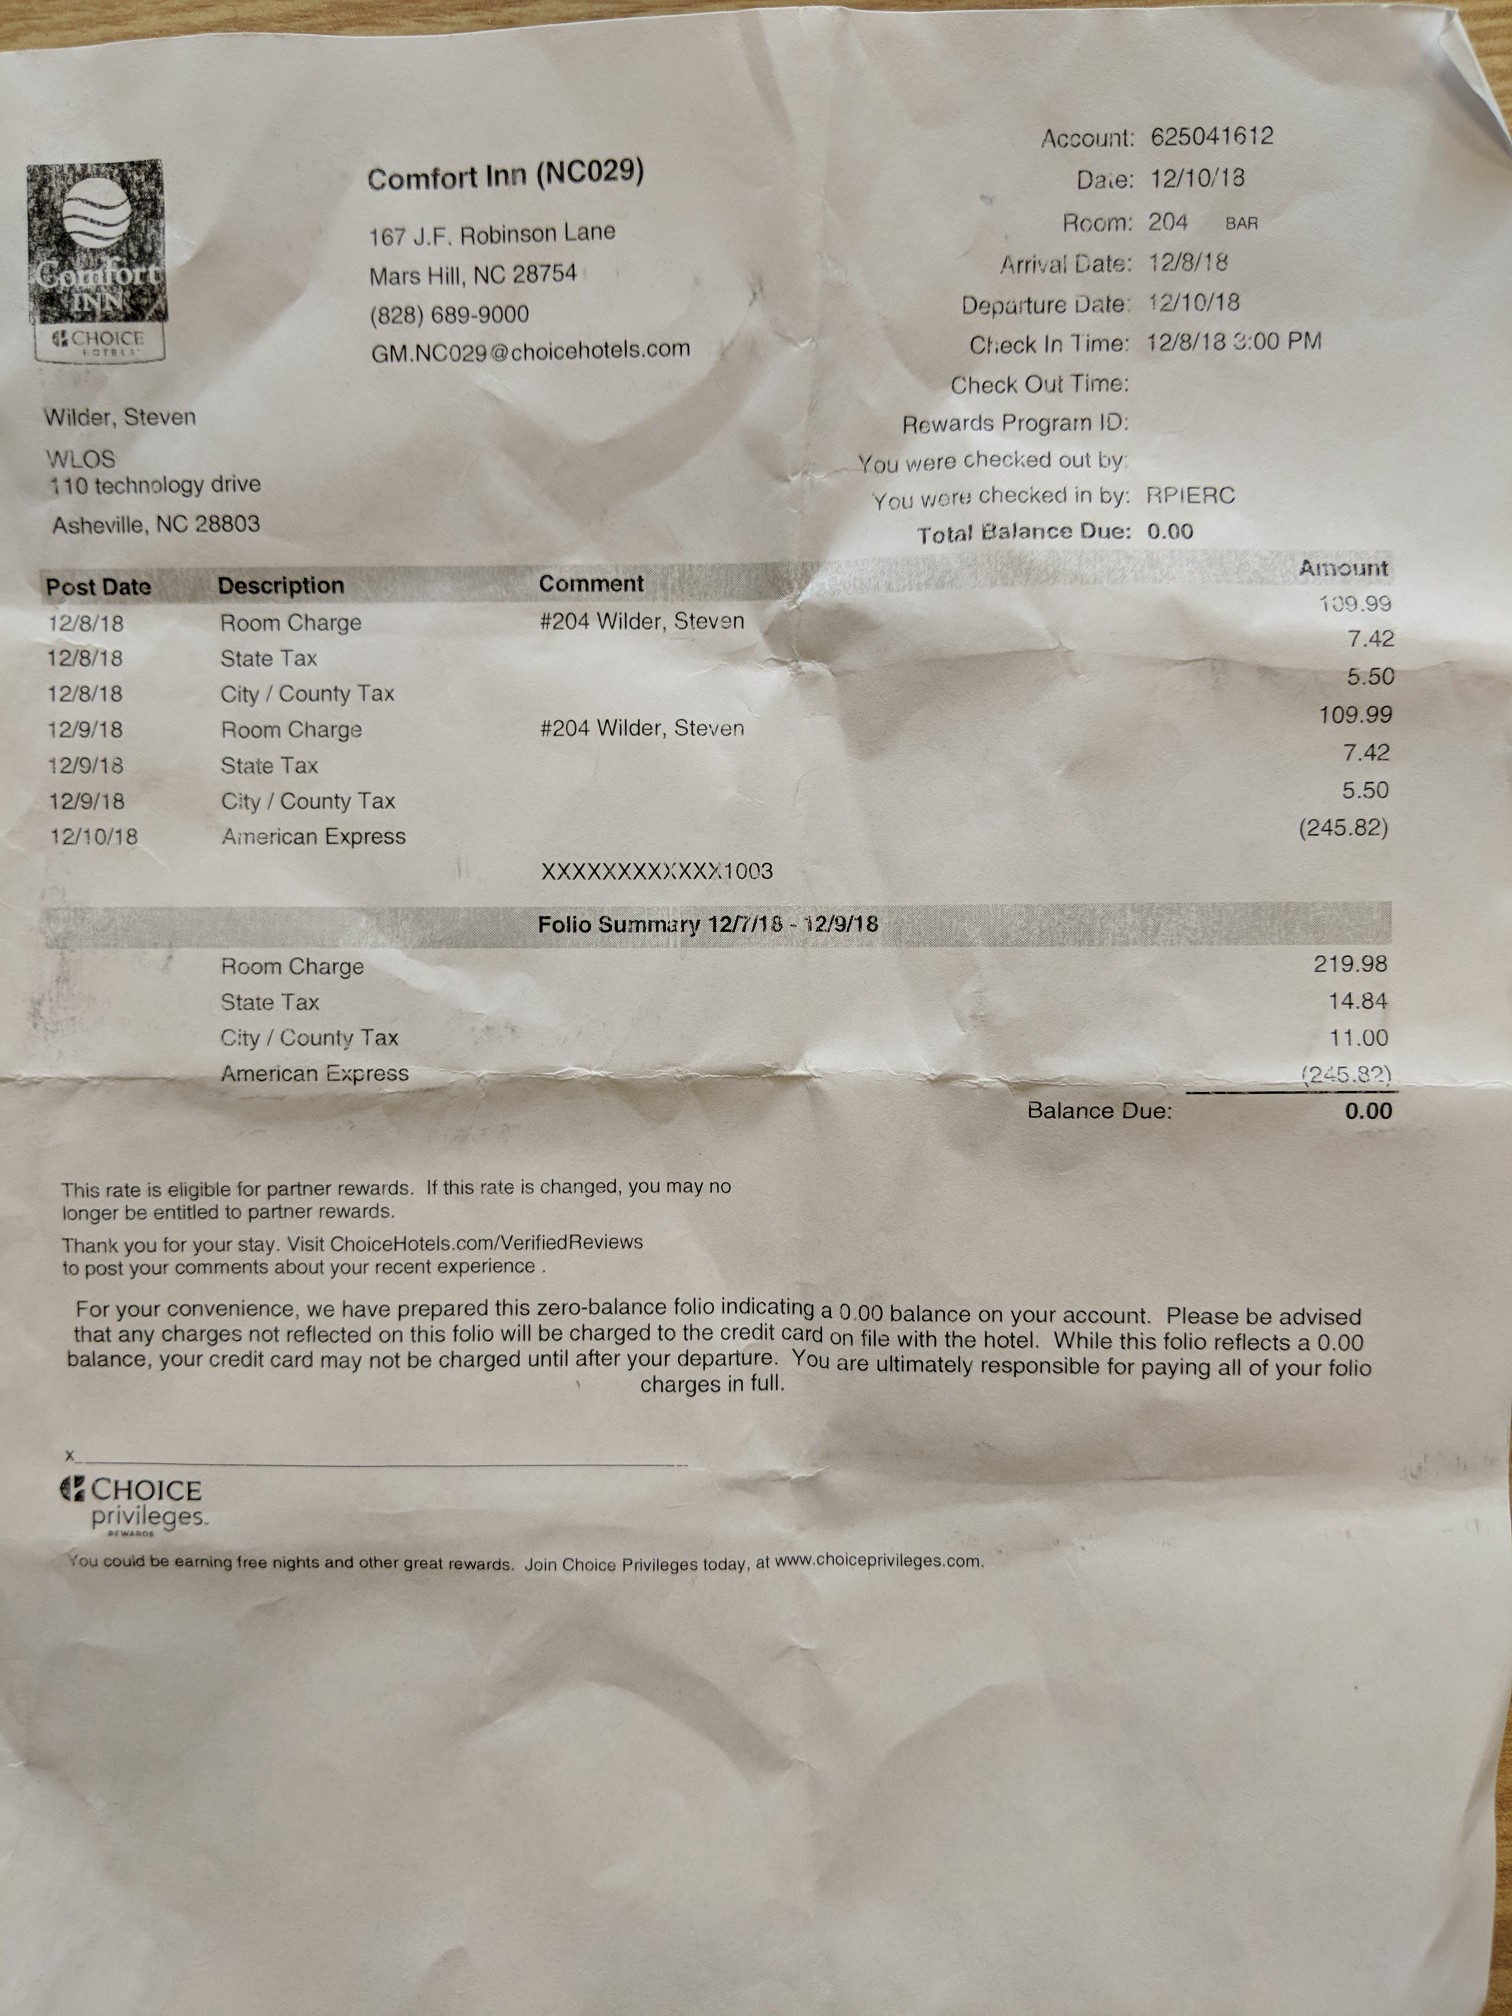 Comfort
INN
CHOICE
HOTELS
Comfort Inn (NC029)
167 J.F. Robinson Lane
Mars Hill, NC 28754
(828) 689-9000
GM.NC029@choicehotels.com
Account: 625041612
Date: 12/10/18
Room: 204 BAR
Arrival Date: 12/8/18
Departure Date: 12/10/18
Check In Time: 12/8/18 3:00 PM
Check Out Time:
Rewards Program ID:
You were checked out by:
You were checked in by: RPIERC
Total Balance Due: 0.00
Wilder, Steven
WLOS
110 technology drive
Asheville, NC 28803
Post Date Description Comment Amount
12/8/18 Room Charge #204 Wilder, Steven 109.99
12/8/18 State Tax 7.42
12/8/18 City / County Tax 5.50
12/9/18 Room Charge #204 Wilder, Steven 109.99
12/9/18 State Tax 7.42
12/9/18 City / County Tax 5.50
12/10/18 American Express (245.82)
XXXXXXXXXXXX1003
Folio Summary 12/7/18 - 12/9/18
Room Charge 219.98
State Tax 14.84
City / County Tax 11.00
American Express (245.82)
Balance Due: 0.00
This rate is eligible for partner rewards. If this rate is changed, you may no
longer be entitled to partner rewards.
Thank you for your stay. Visit ChoiceHotels.com/VerifiedReviews
to post your comments about your recent experience .
For your convenience, we have prepared this zero-balance folio indicating a 0.00 balance on your account. Please be advised
that any charges not reflected on this folio will be charged to the credit card on file with the hotel. While this folio reflects a 0.00
balance, your credit card may not be charged until after your departure. You are ultimately responsible for paying all of your folio
charges in full.
x
CHOICE
privileges.
REWARDS
You could be earning free nights and other great rewards. Join Choice Privileges today, at www.choiceprivileges.com.